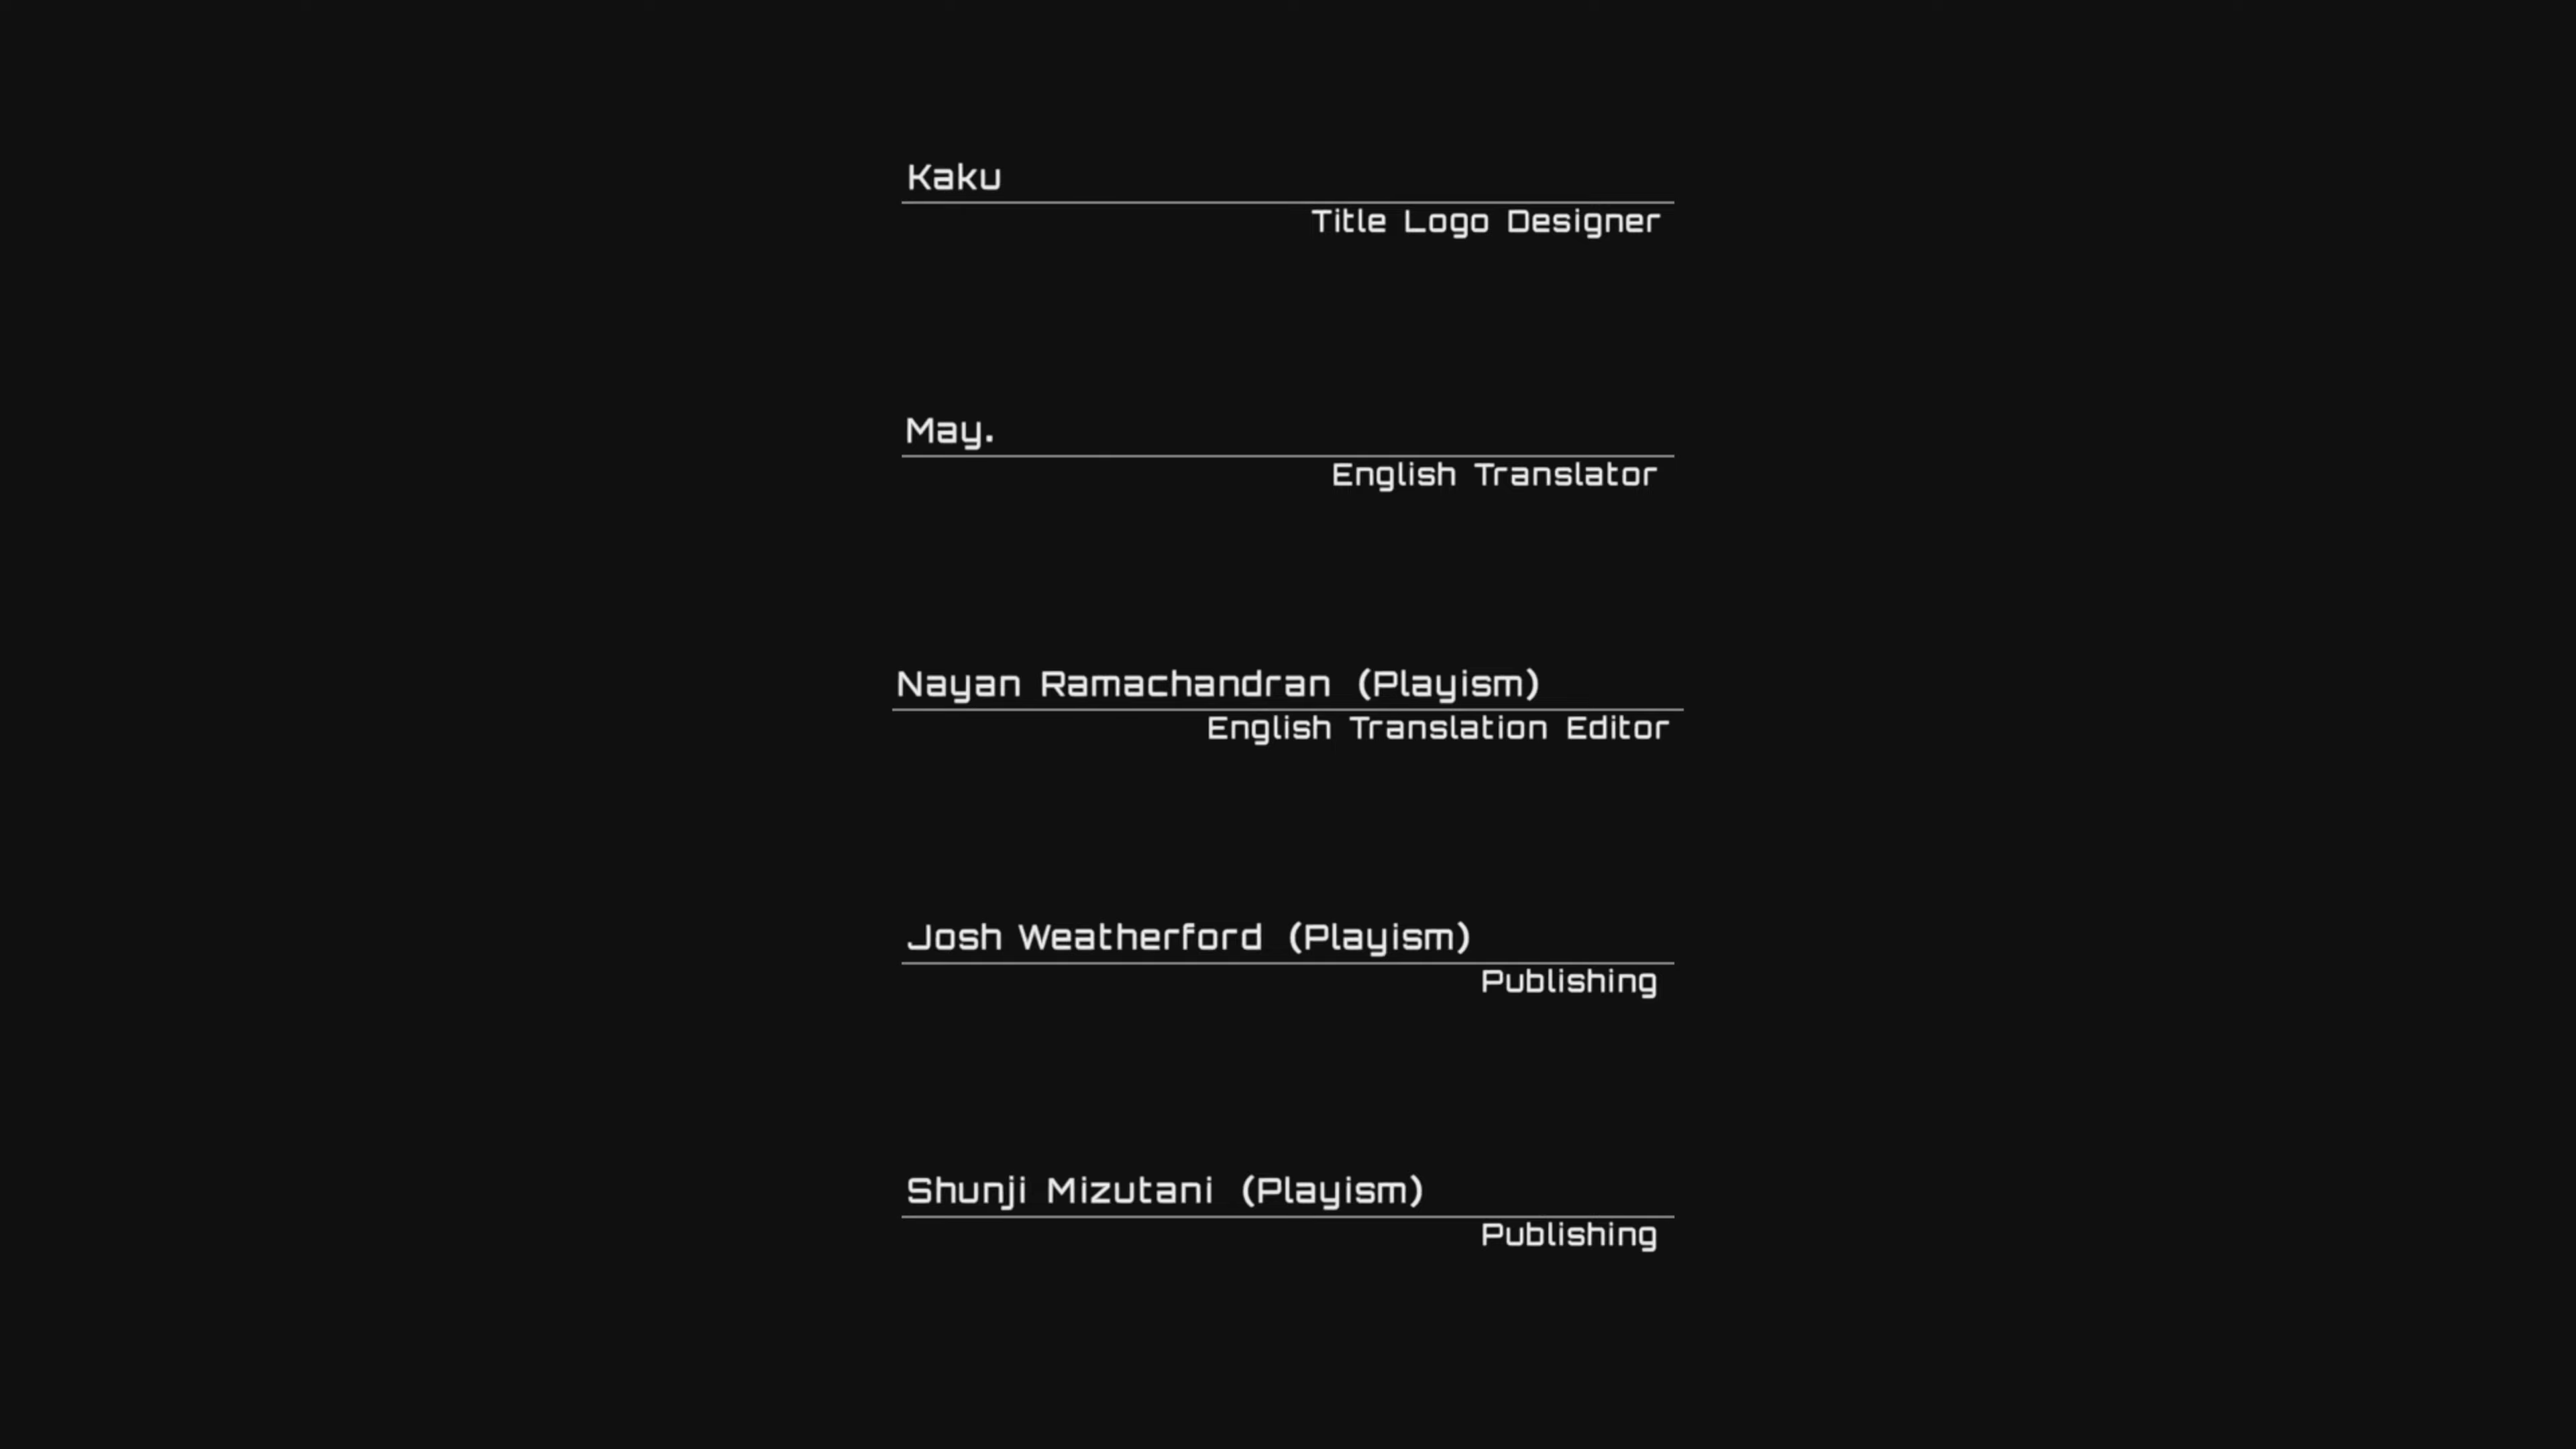 Kaku
Title Logo Designer
May.
English Translator
Nayan Ramachandran (Playism)
English Translation Editor
Josh Weatherford (Playism)
Publishing
Shunji Mizutani (Playism)
Publishing